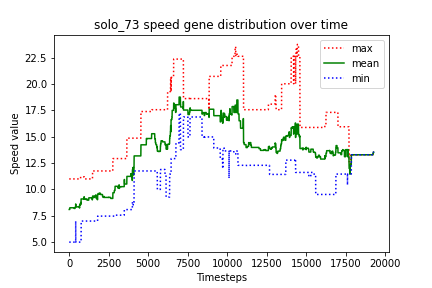 solo_73 speed gene distribution over time
Speed value
22.5
20.0
17.5
15.0
12.5
10.0
7.5
5.0
max
mean
min
0 2500 5000 7500 10000 12500 15000 17500 20000
Timesteps